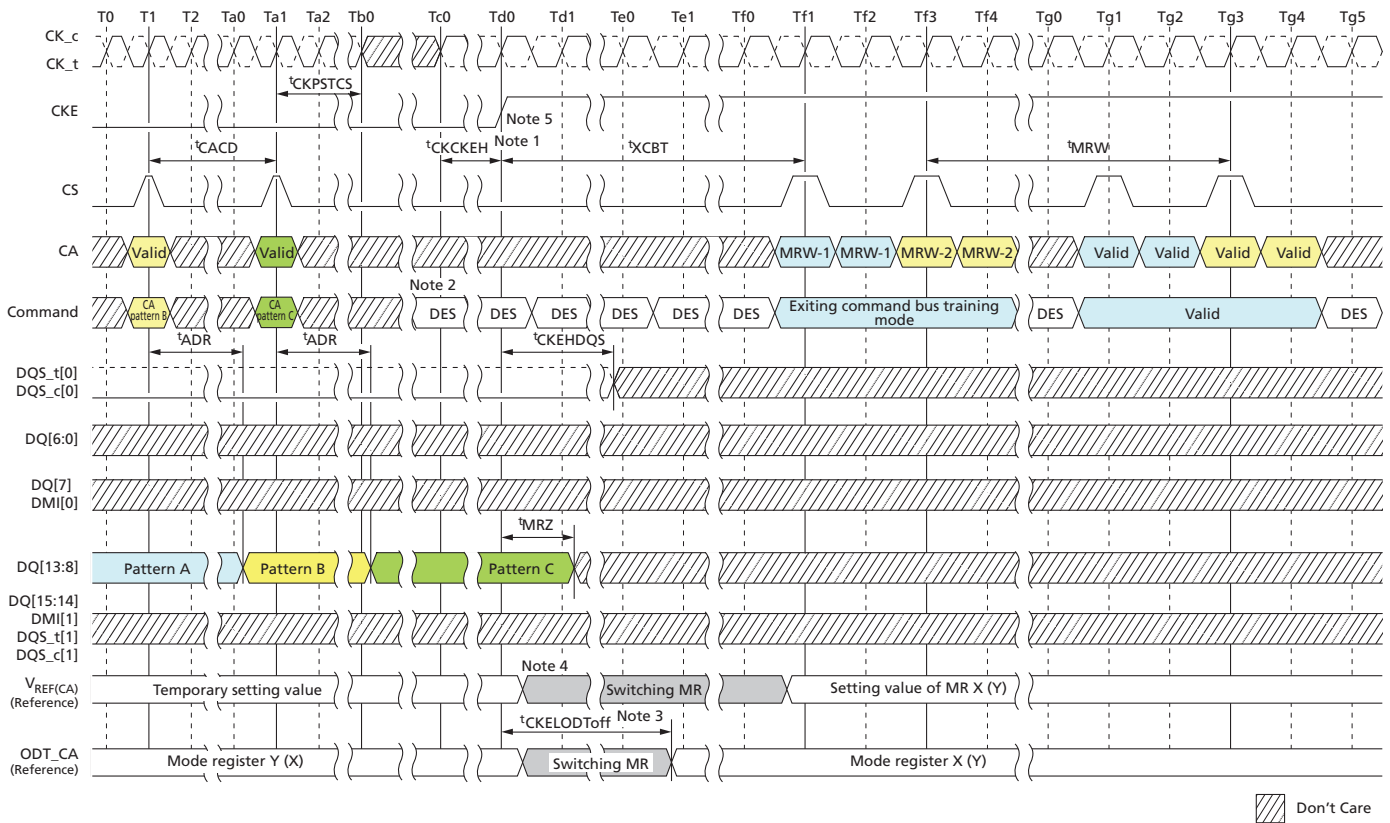 T0 T1 T2 Ta0 Ta1 Ta2 Tb0 Tc0 Td0 Td1 Te0 Te1 Tf0 Tf1 Tf2 Tf3 Tf4 Tg0 Tg1 Tg2 Tg3 Tg4 Tg5
CK_c
CK_t
tCKPSTCS
CKE
Note 5
Note 1
tCACD tCKCKEH tXCBT tMRW
CS
CA Valid Valid MRW-1 MRW-1 MRW-2 MRW-2 Valid Valid Valid Valid
Note 2
Command CA pattern B CA pattern C DES DES DES DES DES DES Exiting command bus training mode DES Valid DES
tADR tADR tCKEHDQS
DQS_t[0]
DQS_c[0]
DQ[6:0]
DQ[7]
DMI[0]
tMRZ
DQ[13:8] Pattern A Pattern B Pattern C
DQ[15:14]
DMI[1]
DQS_t[1]
DQS_c[1]
Note 4
VREF(CA) Temporary setting value Switching MR Setting value of MR X (Y)
(Reference)
tCKELODToff Note 3
ODT_CA Mode register Y (X) Switching MR Mode register X (Y)
(Reference)
Don't Care